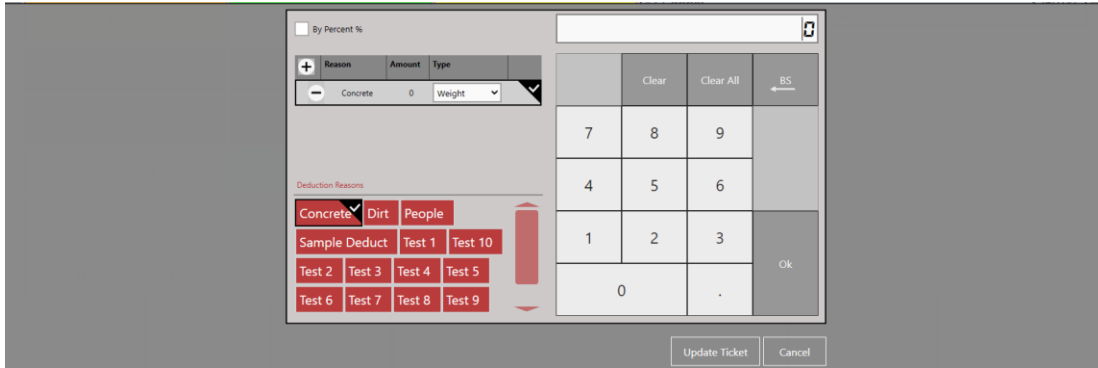 By Percent %
0
Reason Amount Type
Concrete 0 Weight
Deduction Reasons
Concrete Dirt People
Sample Deduct Test 1 Test 10
Test 2 Test 3 Test 4 Test 5
Test 6 Test 7 Test 8 Test 9
Clear Clear All BS
7 8 9
4 5 6
1 2 3
Ok
0 .
Update Ticket Cancel